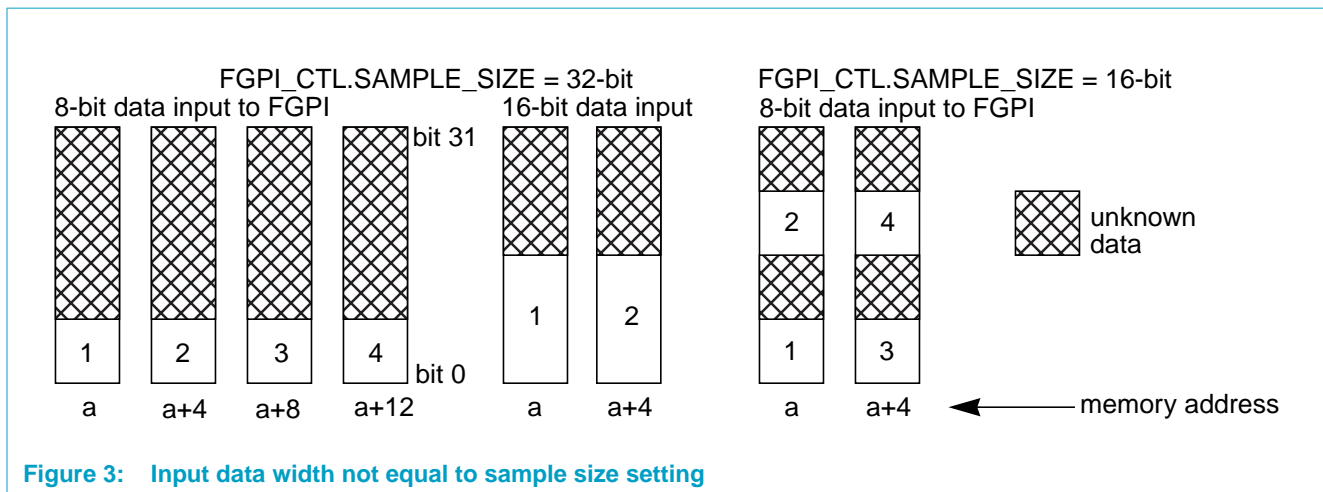 FGPI_CTL.SAMPLE_SIZE = 32-bit
8-bit data input to FGPI
16-bit data input
bit 31
1 2 3 4
bit 0
a a+4 a+8 a+12
1 2
a a+4
FGPI_CTL.SAMPLE_SIZE = 16-bit
8-bit data input to FGPI
2 4
1 3
a a+4
unknown
data
memory address
Figure 3: Input data width not equal to sample size setting